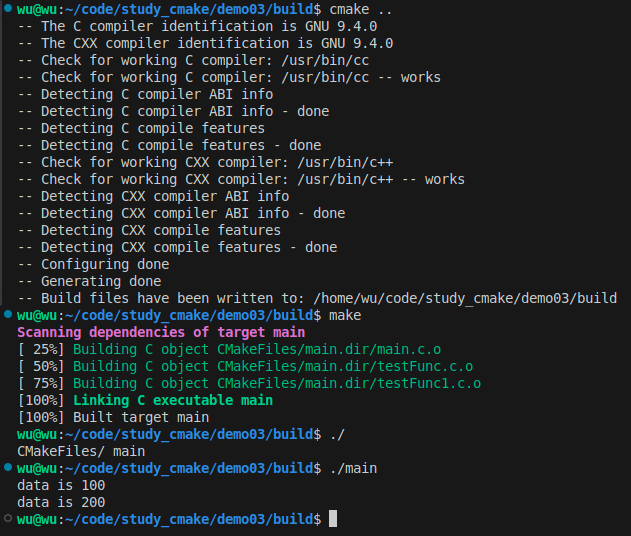 wu@wu:~/code/study_cmake/demo03/build$ cmake ..
-- The C compiler identification is GNU 9.4.0
-- The CXX compiler identification is GNU 9.4.0
-- Check for working C compiler: /usr/bin/cc
-- Check for working C compiler: /usr/bin/cc -- works
-- Detecting C compiler ABI info
-- Detecting C compiler ABI info - done
-- Detecting C compile features
-- Detecting C compile features - done
-- Check for working CXX compiler: /usr/bin/c++
-- Check for working CXX compiler: /usr/bin/c++ -- works
-- Detecting CXX compiler ABI info
-- Detecting CXX compiler ABI info - done
-- Detecting CXX compile features
-- Detecting CXX compile features - done
-- Configuring done
-- Generating done
-- Build files have been written to: /home/wu/code/study_cmake/demo03/build
wu@wu:~/code/study_cmake/demo03/build$ make
Scanning dependencies of target main
[ 25%] Building C object CMakeFiles/main.dir/main.c.o
[ 50%] Building C object CMakeFiles/main.dir/testFunc.c.o
[ 75%] Building C object CMakeFiles/main.dir/testFunc1.c.o
[100%] Linking C executable main
[100%] Built target main
wu@wu:~/code/study_cmake/demo03/build$ ./
CMakeFiles/ main
wu@wu:~/code/study_cmake/demo03/build$ ./main
data is 100
data is 200
wu@wu:~/code/study_cmake/demo03/build$